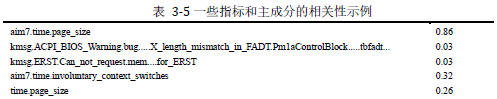 表 3-5 一些指标和主成分的相关性示例
aim7.time.page_size 0.86
kmsg.ACPI_BIOS_Warning.bug.....X_length_mismatch_in_FADT.Pm1aControlBlock.....tbfadt... 0.03
kmsg.ERST.Can_not_request.mem....for_ERST 0.03
aim7.time.involuntary_context_switches 0.32
time.page_size 0.26